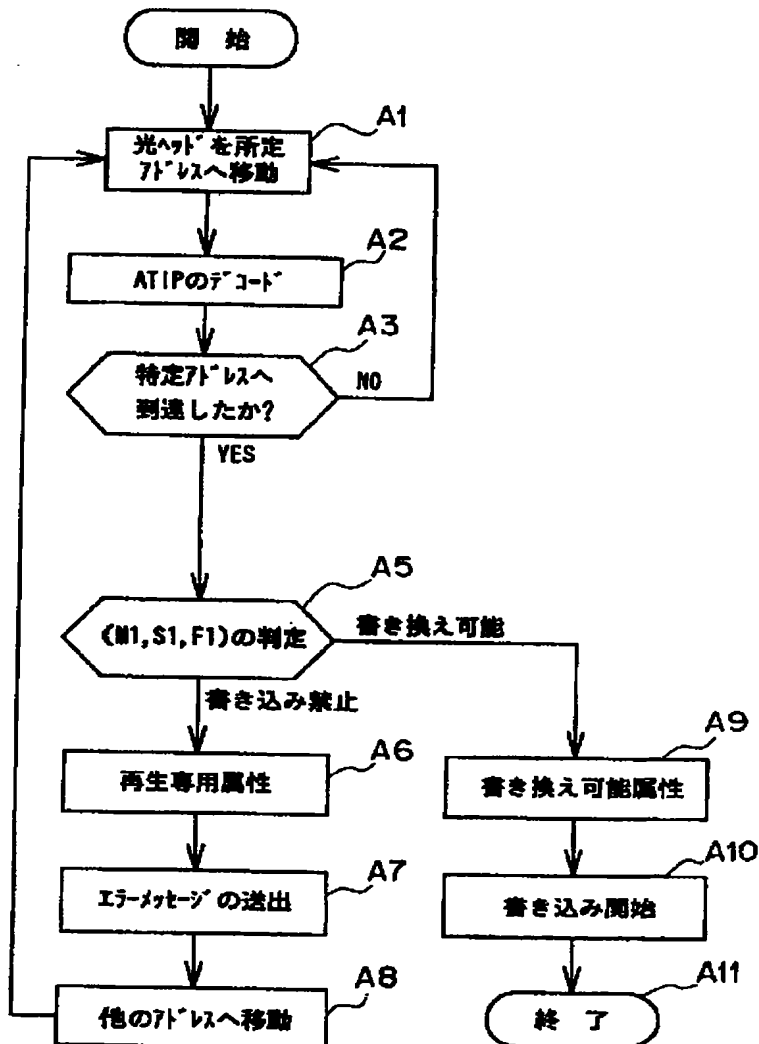 開 始
A1
光ﾍｯﾄﾞを所定
ｱﾄﾞﾚｽへ移動
A2
ATIPのﾃﾞｺｰﾄﾞ
A3
特定ｱﾄﾞﾚｽへ
到達したか?
NO
YES
A5
(M1,S1,F1)の判定
書き換え可能
書き込み禁止
A6
再生専用属性
A9
書き換え可能属性
A7
ｴﾗｰﾒｯｾｰｼﾞの送出
A10
書き込み開始
A8
他のｱﾄﾞﾚｽへ移動
A11
終 了